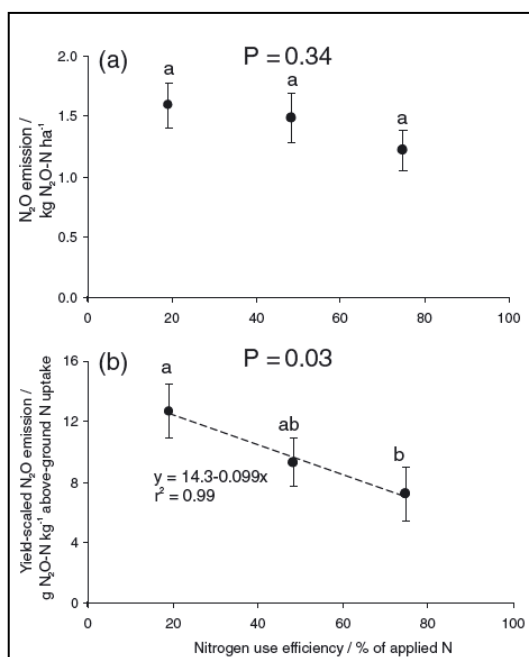 (a)
P = 0.34
2.0
1.5
1.0
0.5
0.0
a
a
a
N₂O emission /
kg N₂O-N ha⁻¹
0 20 40 60 80 100
(b)
P = 0.03
16
12
8
4
0
a
ab
b
y = 14.3-0.099x
r² = 0.99
Yield-scaled N₂O emission /
g N₂O-N kg⁻¹ above-ground N uptake
0 20 40 60 80 100
Nitrogen use efficiency / % of applied N